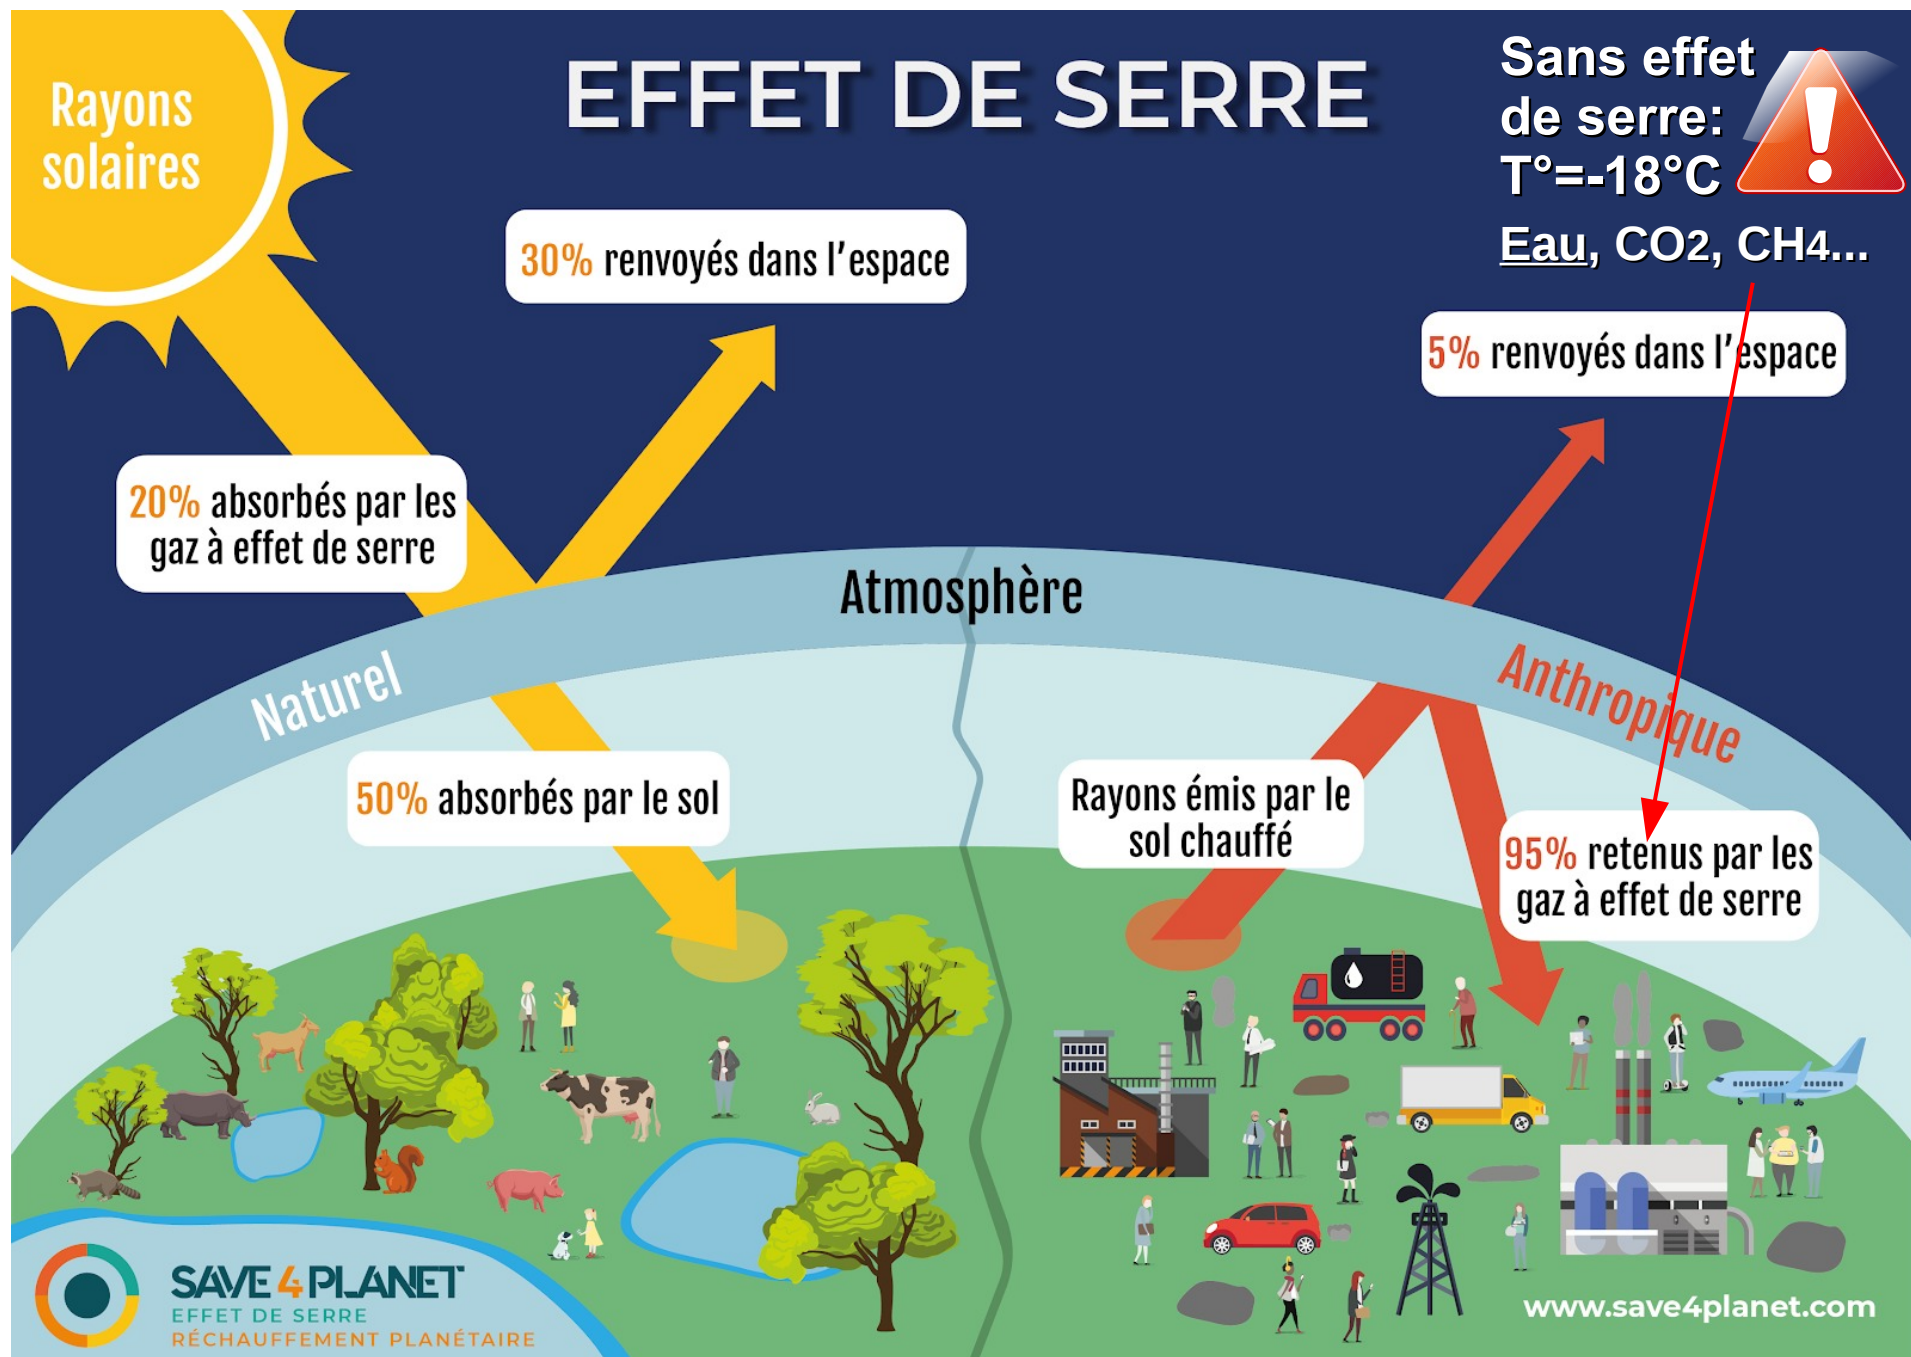 EFFET DE SERRE
Rayons
solaires
Sans effet
de serre:
T°=-18°C
Eau, CO2, CH4...
30% renvoyés dans l'espace
5% renvoyés dans l'espace
20% absorbés par les
gaz à effet de serre
Atmosphère
Naturel
Anthropique
50% absorbés par le sol
Rayons émis par le
sol chauffé
95% retenus par les
gaz à effet de serre
SAVE 4 PLANET
EFFET DE SERRE
RÉCHAUFFEMENT PLANÉTAIRE
www.save4planet.com